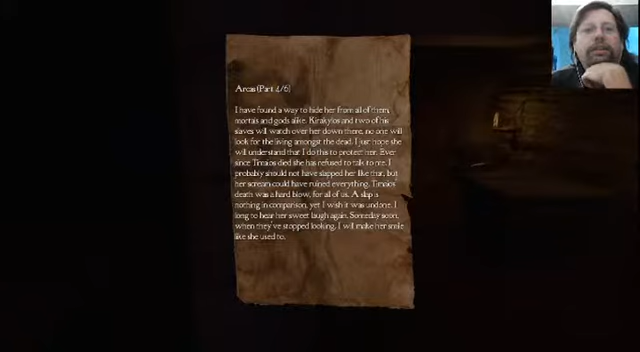 Arcas (Part 4/6)
I have found a way to hide her from all of them,
mortals and gods alike. Kirakylos and two of his
slaves will watch over her down there, no one will
look for the living amongst the dead. I just hope she
will understand that I do this to protect her. Ever
since Timaios died she has refused to talk to me. I
probably should not have slapped her like that, but
her scream could have ruined everything. Timaios'
death was a hard blow, for all of us. A slap is
nothing in comparison, yet I wish it was undone. I
long to hear her sweet laugh again. Someday soon,
when they've stopped looking, I will make her smile
like she used to.